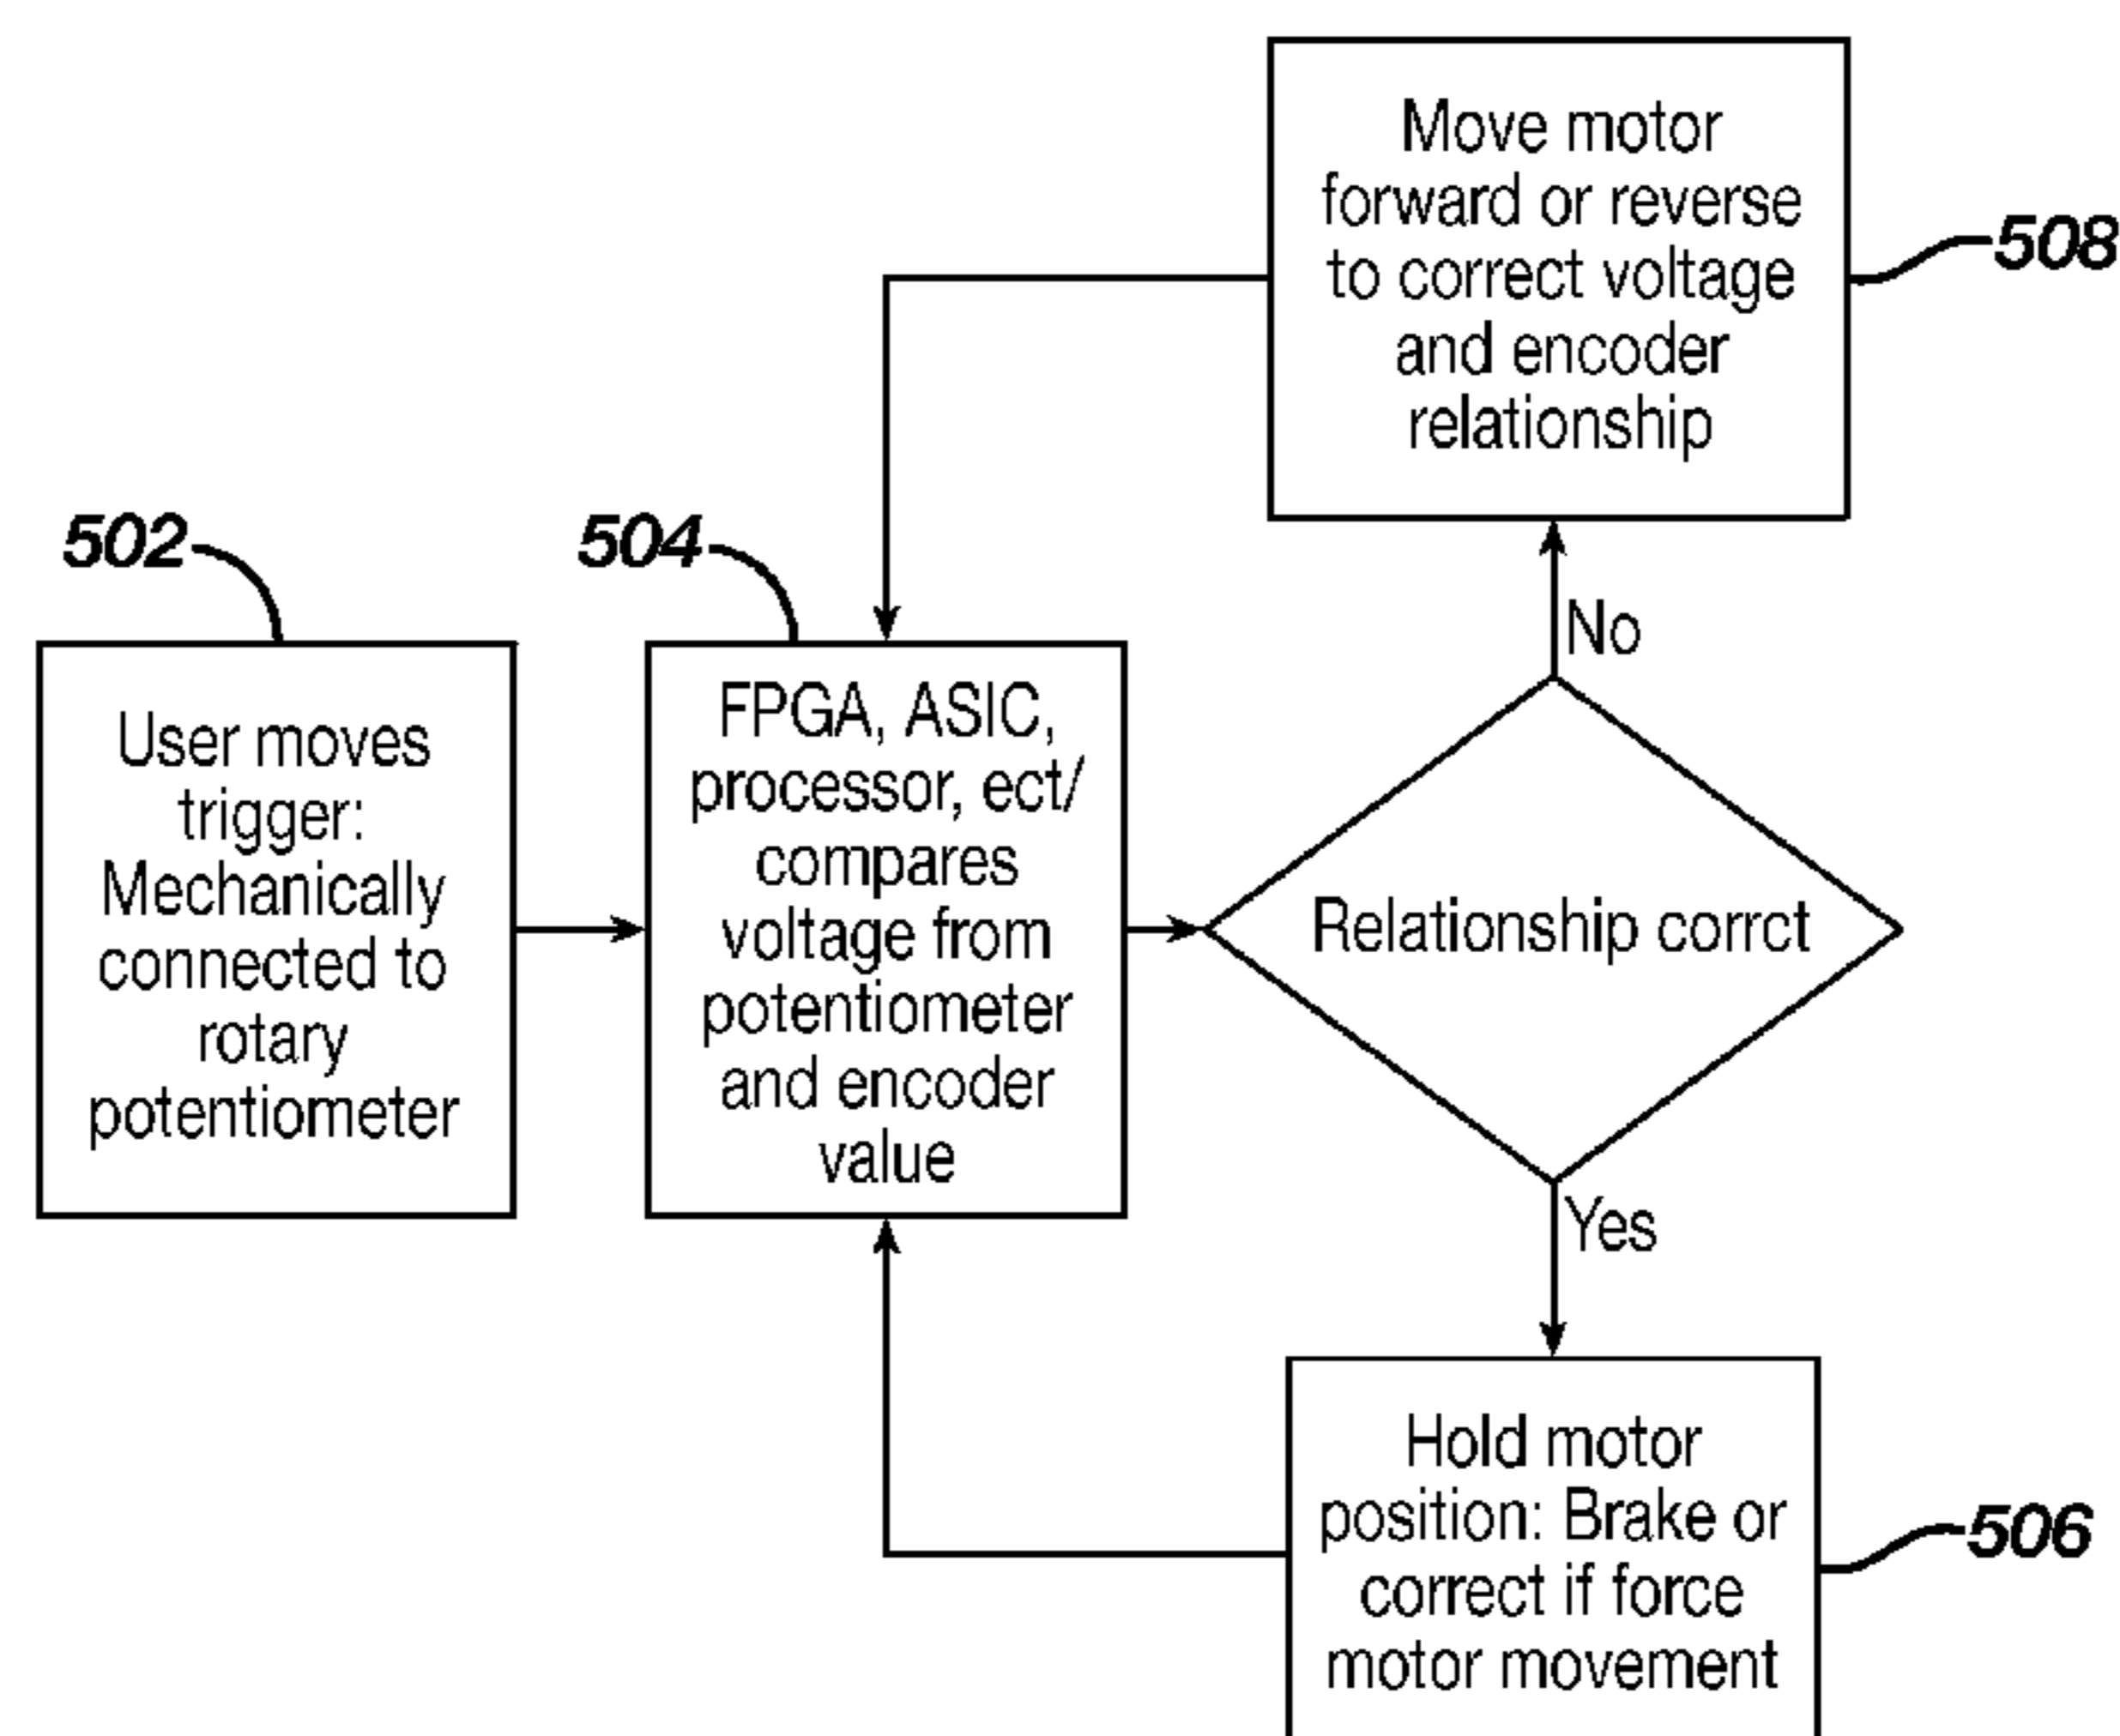 Move motor
forward or reverse
to correct voltage
and encoder
relationship
508
502
504
No
User moves
trigger:
Mechanically
connected to
rotary
potentiometer
FPGA, ASIC,
processor, ect/
compares
voltage from
potentiometer
and encoder
value
Relationship corrct
Yes
Hold motor
position: Brake or
correct if force
motor movement
506